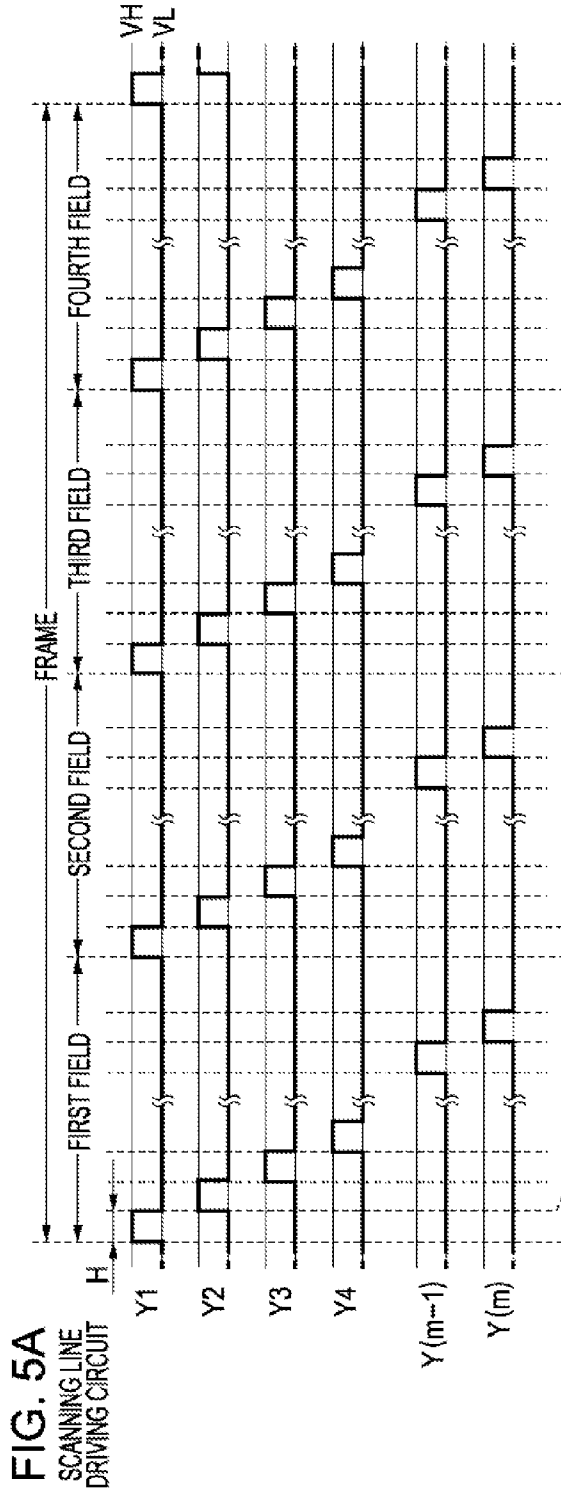 FIG. 5A
SCANNING LINE
DRIVING CIRCUIT
FRAME
FIRST FIELD
SECOND FIELD
THIRD FIELD
FOURTH FIELD
H
VH
VL
Y1
Y2
Y3
Y4
Y(m-1)
Y(m)